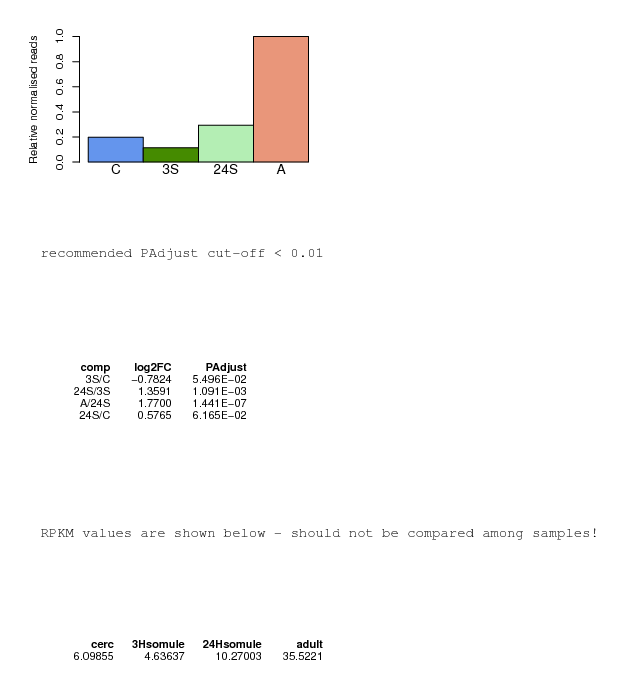 Relative normalised reads
1.0
0.8
0.6
0.4
0.2
0.0
C 3S 24S A
recommended PAdjust cut-off < 0.01
comp log2FC PAdjust
3S/C −0.7824 5.496E−02
24S/3S 1.3591 1.091E−03
A/24S 1.7700 1.441E−07
24S/C 0.5765 6.165E−02
RPKM values are shown below - should not be compared among samples!
cerc 3Hsomule 24Hsomule adult
6.09855 4.63637 10.27003 35.5221